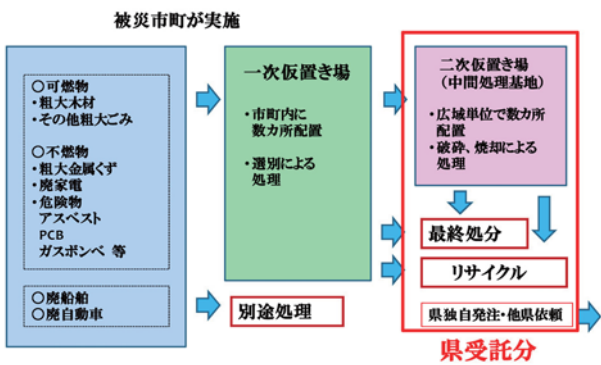 被災市町が実施
○可燃物
・粗大木材
・その他粗大ごみ
○不燃物
・粗大金属くず
・廃家電
・危険物
アスベスト
PCB
ガスボンベ 等
○廃船舶
○廃自動車
一次仮置き場
・市町内に
数カ所配置
・選別による
処理
別途処理
二次仮置き場
(中間処理基地)
・広域単位で数カ所
配置
・破砕、焼却による
処理
最終処分
リサイクル
県独自発注・他県依頼
県受託分